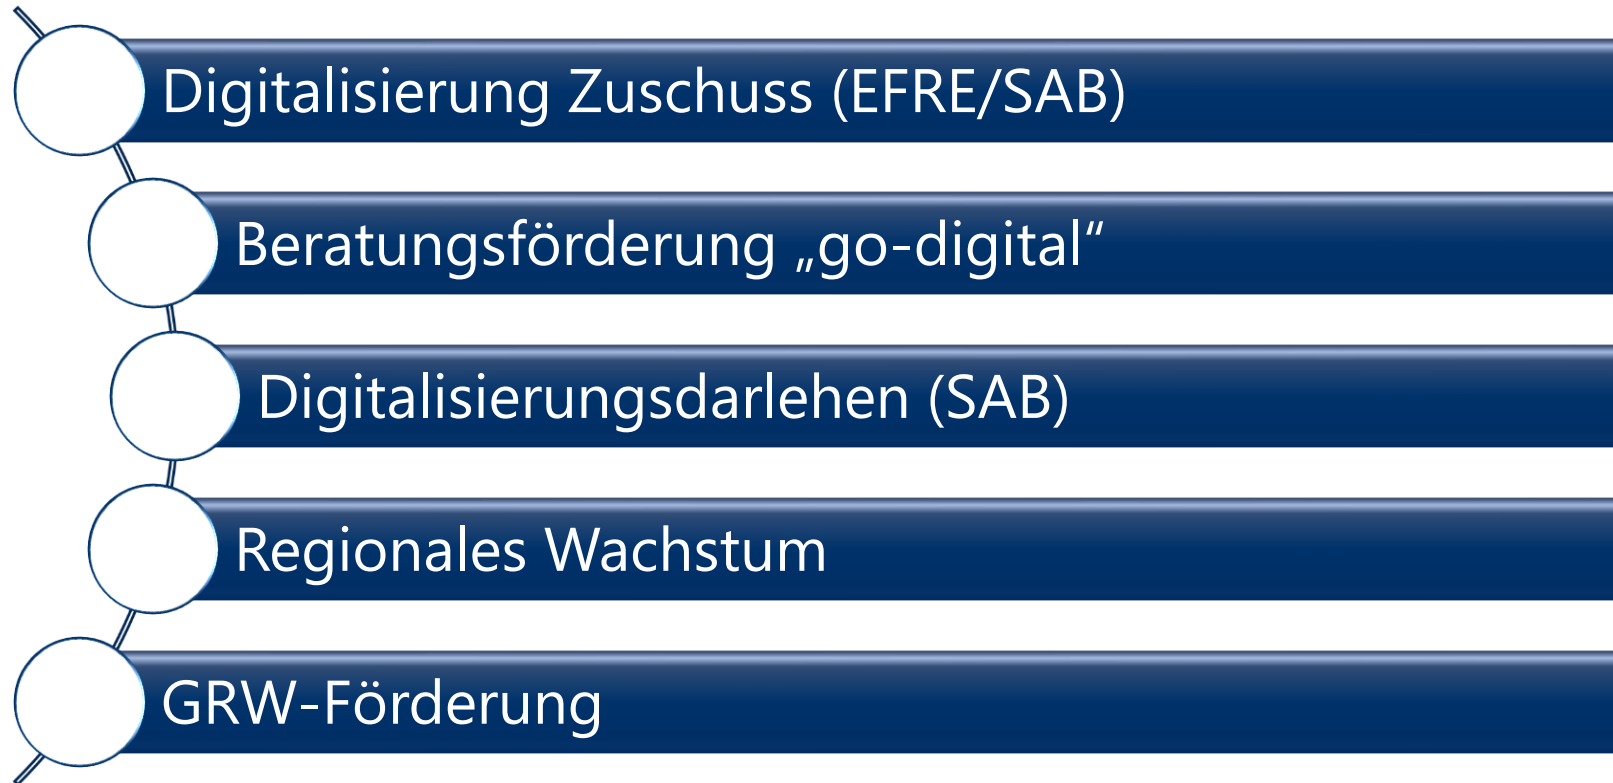 Digitalisierung Zuschuss (EFRE/SAB)
Beratungsförderung „go-digital“
Digitalisierungsdarlehen (SAB)
Regionales Wachstum
GRW-Förderung